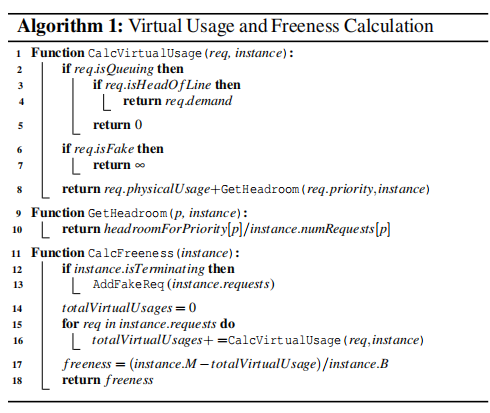 Algorithm 1: Virtual Usage and Freeness Calculation
1 Function CalcVirtualUsage(req, instance):
2 if req.isQueuing then
3 if req.isHeadOfLine then
4 return req.demand
5 return 0
6 if req.isFake then
7 return ∞
8 return req.physicalUsage+GetHeadroom(req.priority,instance)
9 Function GetHeadroom(p, instance):
10 return headroomForPriority[p]/instance.numRequests[p]
11 Function CalcFreeness(instance):
12 if instance.isTerminating then
13 AddFakeReq(instance.requests)
14 totalVirtualUsages = 0
15 for req in instance.requests do
16 totalVirtualUsages+ =CalcVirtualUsage(req,instance)
17 freeness = (instance.M −totalVirtualUsage)/instance.B
18 return freeness